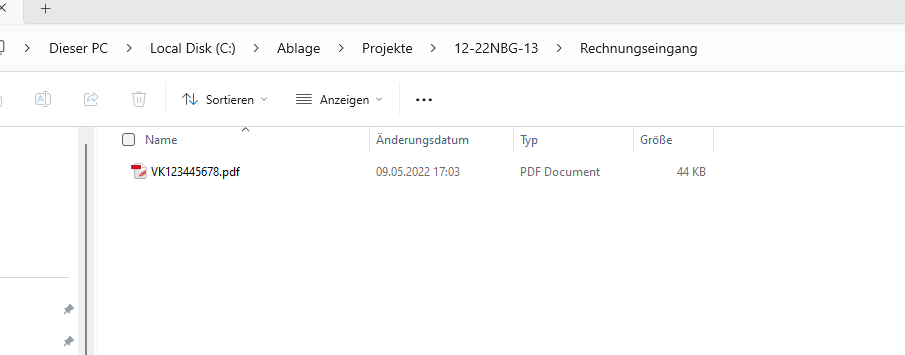 Dieser PC > Local Disk (C:) > Ablage > Projekte > 12-22NBG-13 > Rechnungseingang
Sortieren Anzeigen ...
Name Änderungsdatum Typ Größe
VK123445678.pdf 09.05.2022 17:03 PDF Document 44 KB